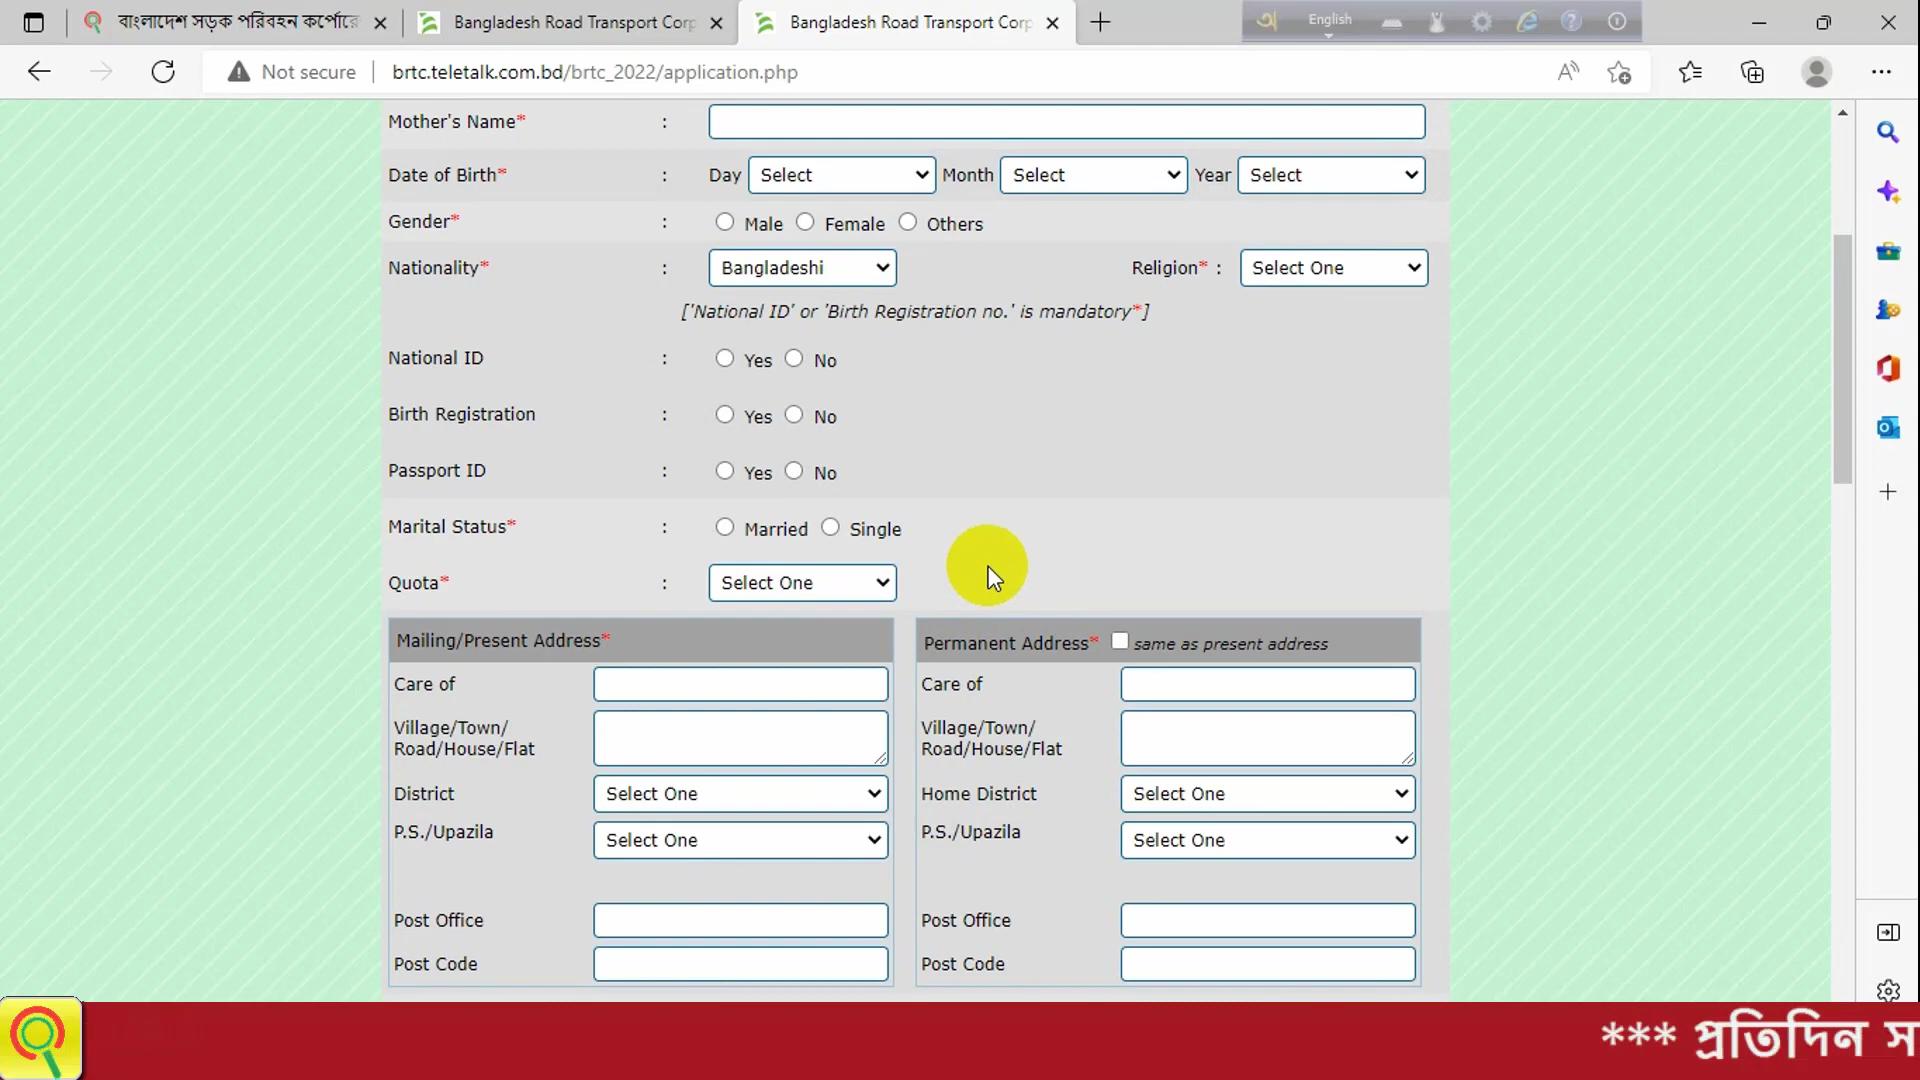 বাংলাদেশ সড়ক পরিবহন কর্পোরে
Bangladesh Road Transport Corp
Bangladesh Road Transport Corp
English
Not secure
brtc.teletalk.com.bd/brtc_2022/application.php
Mother's Name* :
Date of Birth* : Day Select Month Select Year Select
Gender* : Male Female Others
Nationality* : Bangladeshi Religion* : Select One
['National ID' or 'Birth Registration no.' is mandatory*]
National ID : Yes No
Birth Registration : Yes No
Passport ID : Yes No
Marital Status* : Married Single
Quota* : Select One
Mailing/Present Address*
Care of
Village/Town/
Road/House/Flat
District Select One
P.S./Upazila Select One
Post Office
Post Code
Permanent Address* same as present address
Care of
Village/Town/
Road/House/Flat
Home District Select One
P.S./Upazila Select One
Post Office
Post Code
*** প্রতিদিন স